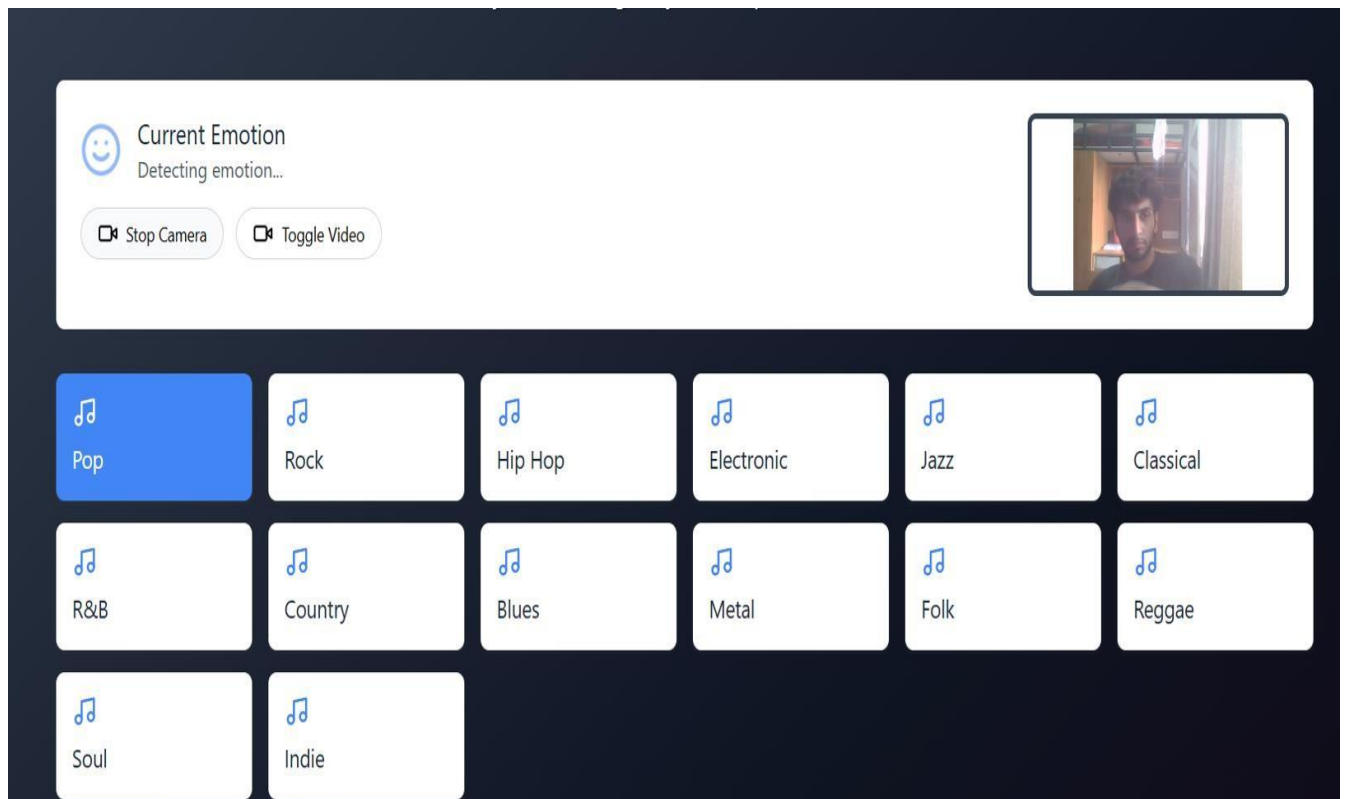 Current Emotion
Detecting emotion...
Stop Camera Toggle Video
Pop Rock Hip Hop Electronic Jazz Classical
R&B Country Blues Metal Folk Reggae
Soul Indie